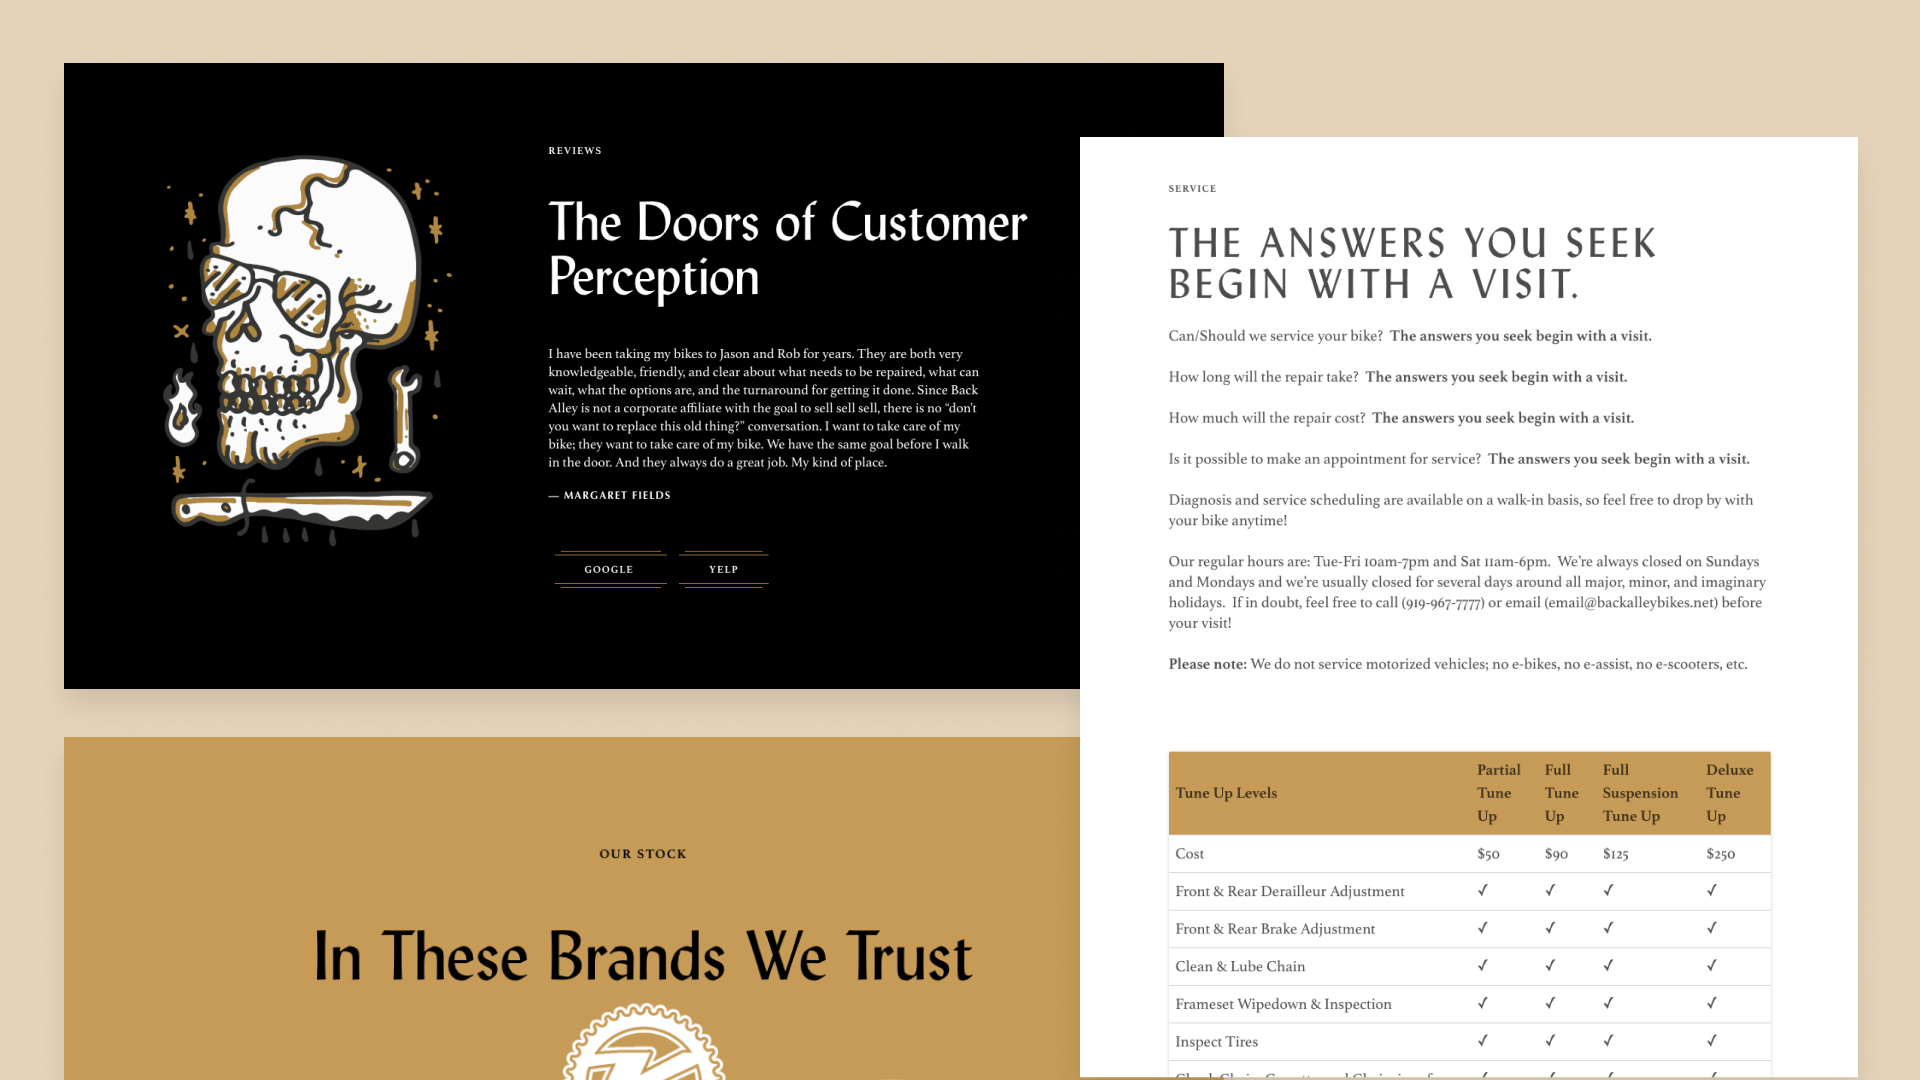 REVIEWS
The Doors of Customer
Perception
I have been taking my bikes to Jason and Rob for years. They are both very
knowledgeable, friendly, and clear about what needs to be repaired, what can
wait, what the options are, and the turnaround for getting it done. Since Back
Alley is not a corporate affiliate with the goal to sell sell sell, there is no “don’t
you want to replace this old thing?” conversation. I want to take care of my
bike; they want to take care of my bike. We have the same goal before I walk
in the door. And they always do a great job. My kind of place.
— MARGARET FIELDS
GOOGLE YELP
OUR STOCK
In These Brands We Trust
SERVICE
THE ANSWERS YOU SEEK
BEGIN WITH A VISIT.
Can/Should we service your bike?  The answers you seek begin with a visit.
How long will the repair take?  The answers you seek begin with a visit.
How much will the repair cost?  The answers you seek begin with a visit.
Is it possible to make an appointment for service?  The answers you seek begin with a visit.
Diagnosis and service scheduling are available on a walk-in basis, so feel free to drop by with
your bike anytime!
Our regular hours are: Tue-Fri 10am-7pm and Sat 11am-6pm.  We’re always closed on Sundays
and Mondays and we’re usually closed for several days around all major, minor, and imaginary
holidays.  If in doubt, feel free to call (919-967-7777) or email (email@backalleybikes.net) before
your visit!
Please note: We do not service motorized vehicles; no e-bikes, no e-assist, no e-scooters, etc.
Tune Up Levels Partial Tune Up Full Tune Up Full Suspension Tune Up Deluxe Tune Up
Cost $50 $90 $125 $250
Front & Rear Derailleur Adjustment ✓ ✓ ✓ ✓
Front & Rear Brake Adjustment ✓ ✓ ✓ ✓
Clean & Lube Chain ✓ ✓ ✓ ✓
Frameset Wipedown & Inspection ✓ ✓ ✓ ✓
Inspect Tires ✓ ✓ ✓ ✓